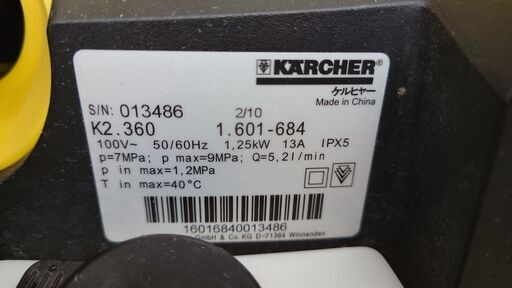 KÄRCHER®
ケルヒャー
Made in China
S/N: 013486 2/10
K2.360 1.601-684
100V~ 50/60Hz 1,25kW 13A IPX5
p=7MPa; p max=9MPa; Q=5,2l/min
p in max=1,2MPa
T in max=40°C
16016840013486
GmbH & Co. KG D-71364 Winnenden